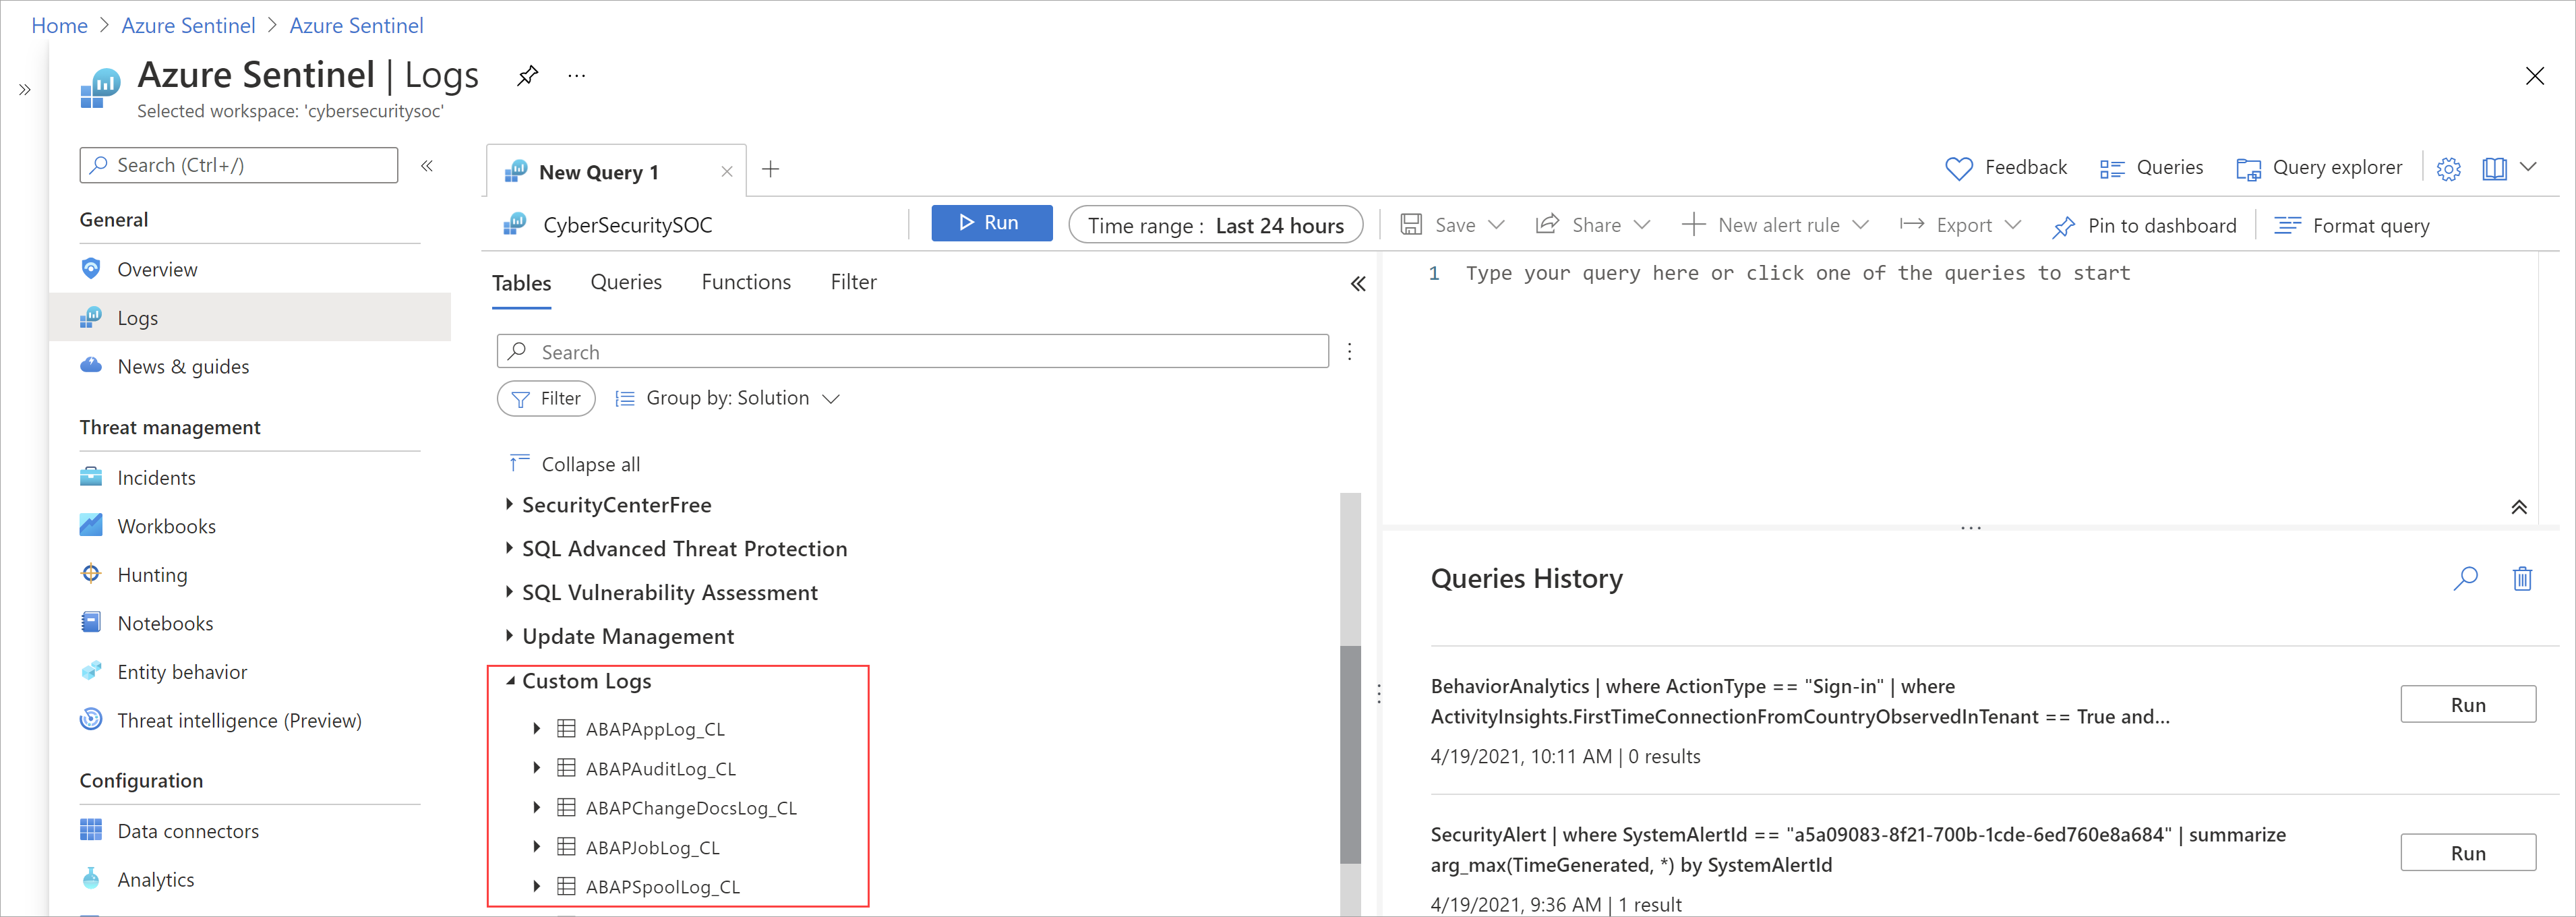 Home > Azure Sentinel > Azure Sentinel
Azure Sentinel | Logs
Selected workspace: 'cybersecuritysoc'
Search (Ctrl+/)
General
Overview
Logs
News & guides
Threat management
Incidents
Workbooks
Hunting
Notebooks
Entity behavior
Threat intelligence (Preview)
Configuration
Data connectors
Analytics
New Query 1
Feedback
Queries
Query explorer
CyberSecuritySOC
Run
Time range : Last 24 hours
Save
Share
New alert rule
Export
Pin to dashboard
Format query
Tables
Queries
Functions
Filter
Search
Filter
Group by: Solution
Collapse all
SecurityCenterFree
SQL Advanced Threat Protection
SQL Vulnerability Assessment
Update Management
Custom Logs
ABAPAppLog_CL
ABAPAuditLog_CL
ABAPChangeDocsLog_CL
ABAPJobLog_CL
ABAPSpoolLog_CL
1 Type your query here or click one of the queries to start
Queries History
BehaviorAnalytics | where ActionType == "Sign-in" | where
ActivityInsights.FirstTimeConnectionFromCountryObservedInTenant == True and...
4/19/2021, 10:11 AM | 0 results
Run
SecurityAlert | where SystemAlertId == "a5a09083-8f21-700b-1cde-6ed760e8a684" | summarize
arg_max(TimeGenerated, *) by SystemAlertId
4/19/2021, 9:36 AM | 1 result
Run